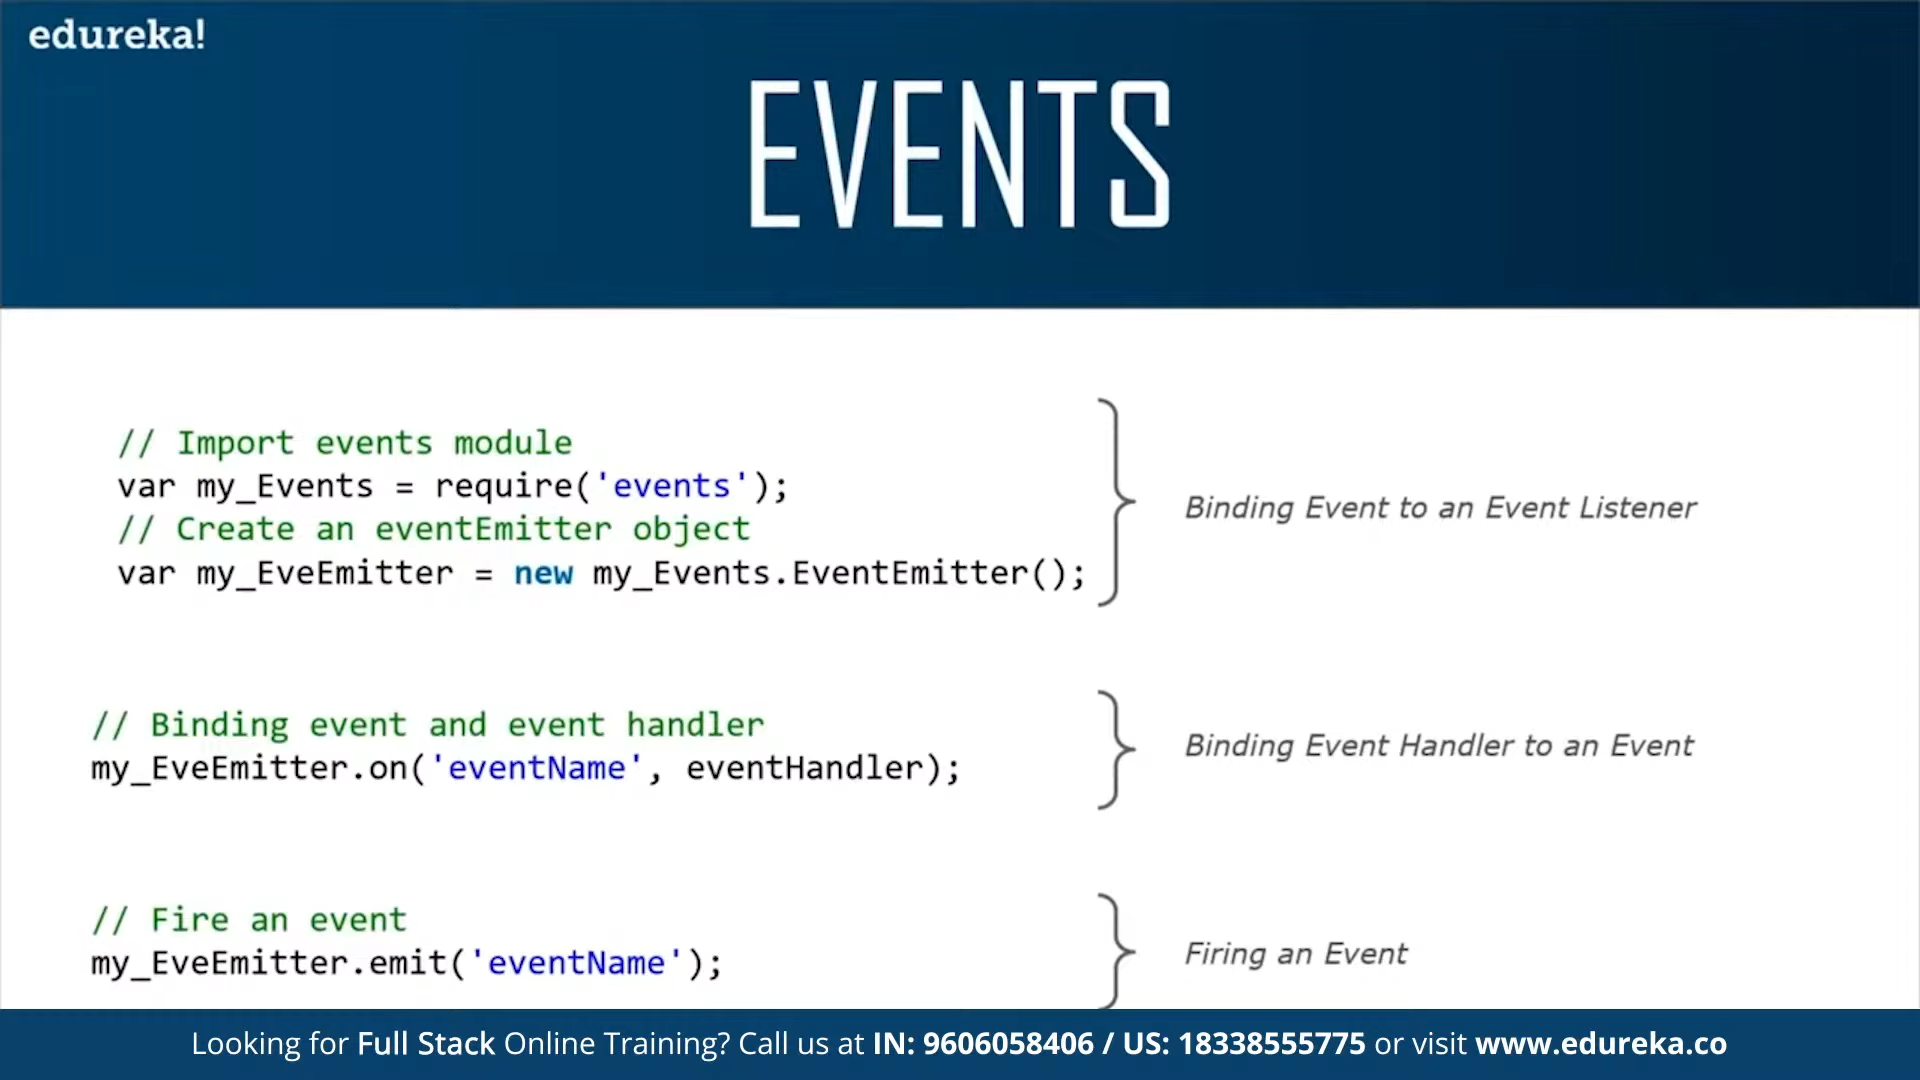 edureka!
EVENTS
// Import events module
var my_Events = require('events');
// Create an eventEmitter object
var my_EveEmitter = new my_Events.EventEmitter();
Binding Event to an Event Listener
// Binding event and event handler
my_EveEmitter.on('eventName', eventHandler);
Binding Event Handler to an Event
// Fire an event
my_EveEmitter.emit('eventName');
Firing an Event
Looking for Full Stack Online Training? Call us at IN: 9606058406 / US: 18338555775 or visit www.edureka.co